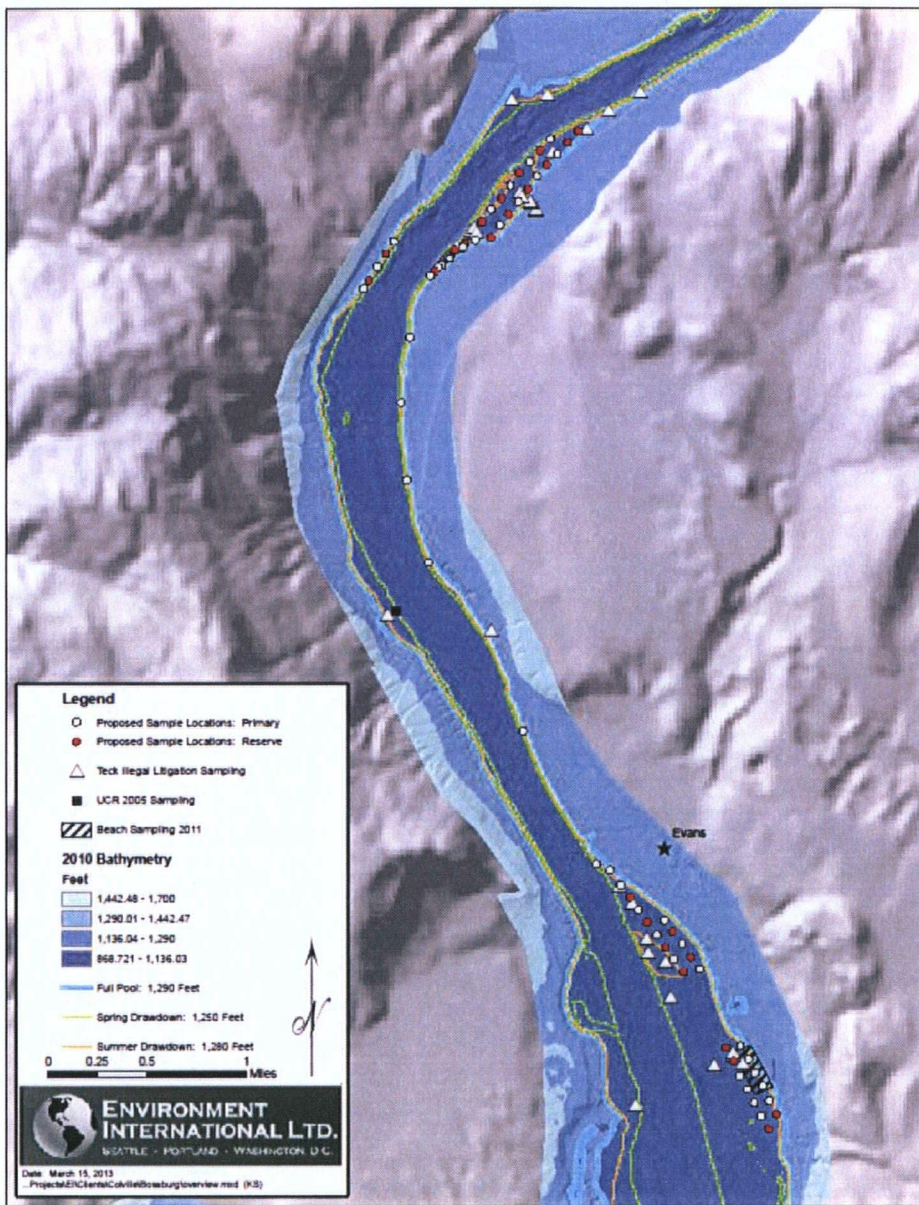 Evans
Legend
Proposed Sample Locations: Primary
Proposed Sample Locations: Reserve
Teck Illegal Litigation Sampling
UCR 2005 Sampling
Beach Sampling 2011
2010 Bathymetry
Feet
1,442.48 - 1,700
1,290.01 - 1,442.47
1,136.04 - 1,290
868.721 - 1,136.03
Full Pool: 1,290 Feet
Spring Drawdown: 1,250 Feet
Summer Drawdown: 1,280 Feet
N
0 0.25 0.5 1
Miles
ENVIRONMENT
INTERNATIONAL LTD.
SEATTLE • PORTLAND • WASHINGTON, D.C.
Date: March 15, 2013